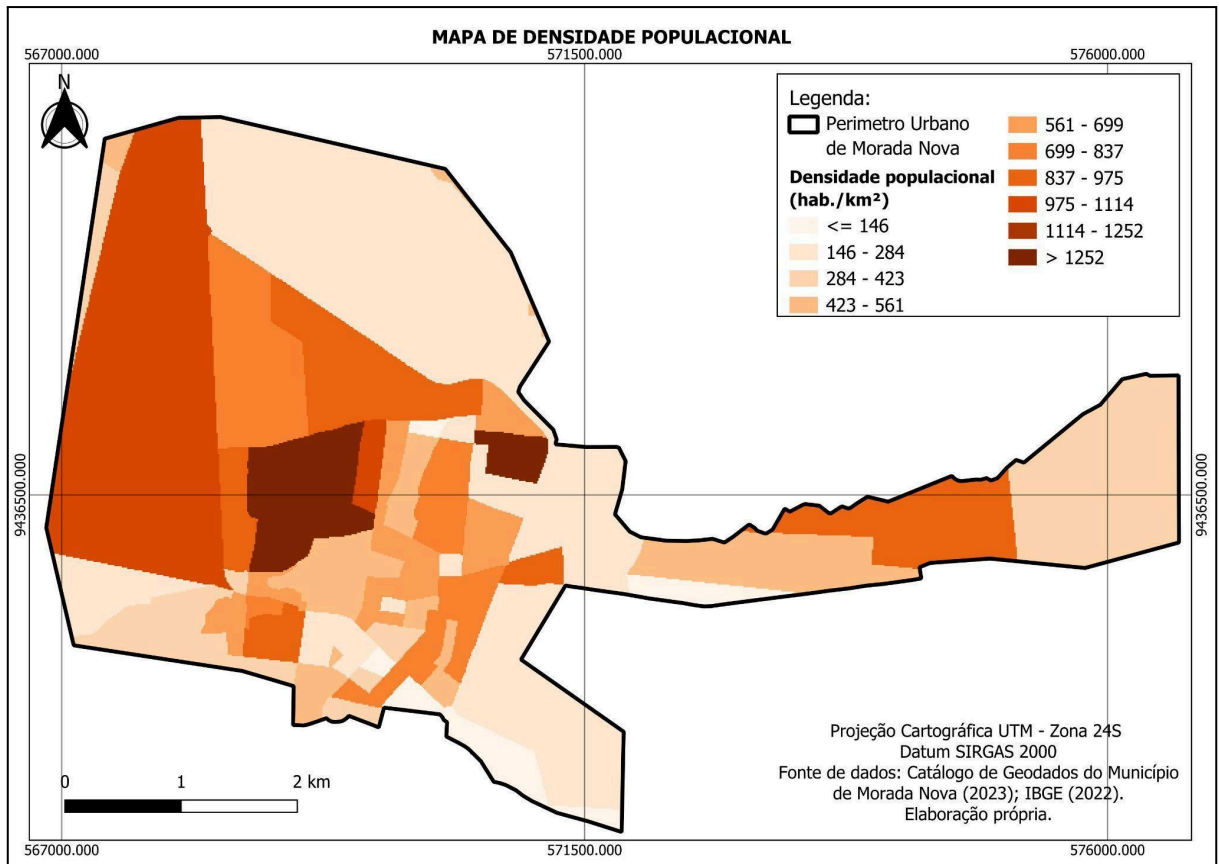 MAPA DE DENSIDADE POPULACIONAL
567000.000
571500.000
576000.000
N
Legenda:
Perimetro Urbano
de Morada Nova
Densidade populacional
(hab./km²)
<= 146
146 - 284
284 - 423
423 - 561
561 - 699
699 - 837
837 - 975
975 - 1114
1114 - 1252
> 1252
9436500.000
9436500.000
0 1 2 km
Projeção Cartográfica UTM - Zona 24S
Datum SIRGAS 2000
Fonte de dados: Catálogo de Geodados do Município
de Morada Nova (2023); IBGE (2022).
Elaboração própria.
567000.000
571500.000
576000.000